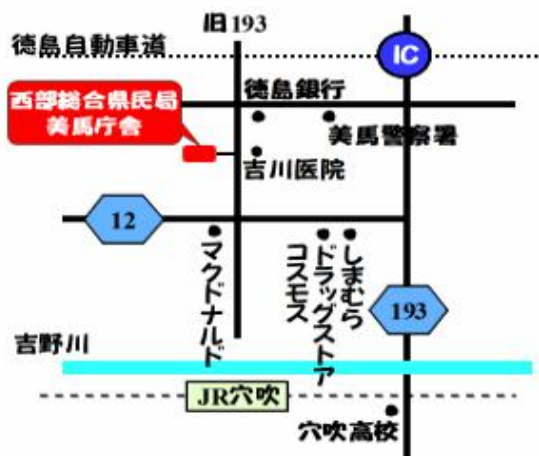 旧193
徳島自動車道
IC
徳島銀行
西部総合県民局
美馬庁舎
美馬警察署
吉川医院
12
マクドナルド
ドラッグストア
コスモス
しまむら
193
吉野川
JR穴吹
穴吹高校